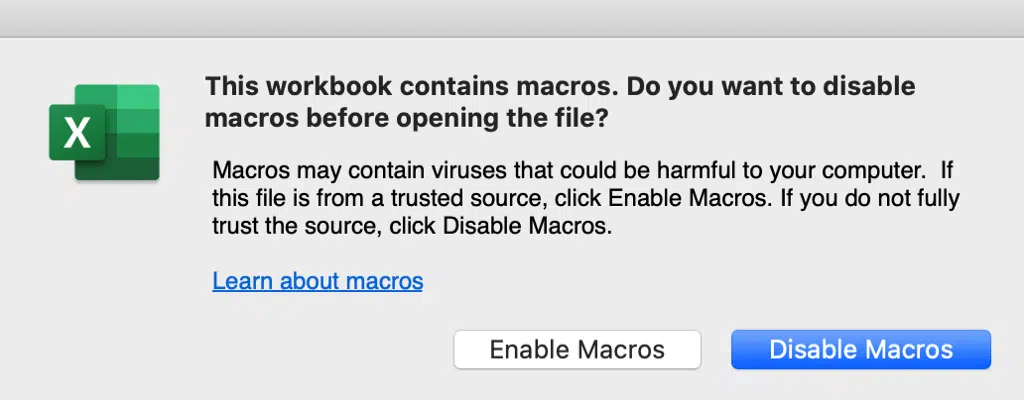 X
This workbook contains macros. Do you want to disable
macros before opening the file?
Macros may contain viruses that could be harmful to your computer.  If
this file is from a trusted source, click Enable Macros. If you do not fully
trust the source, click Disable Macros.
Learn about macros
Enable Macros
Disable Macros